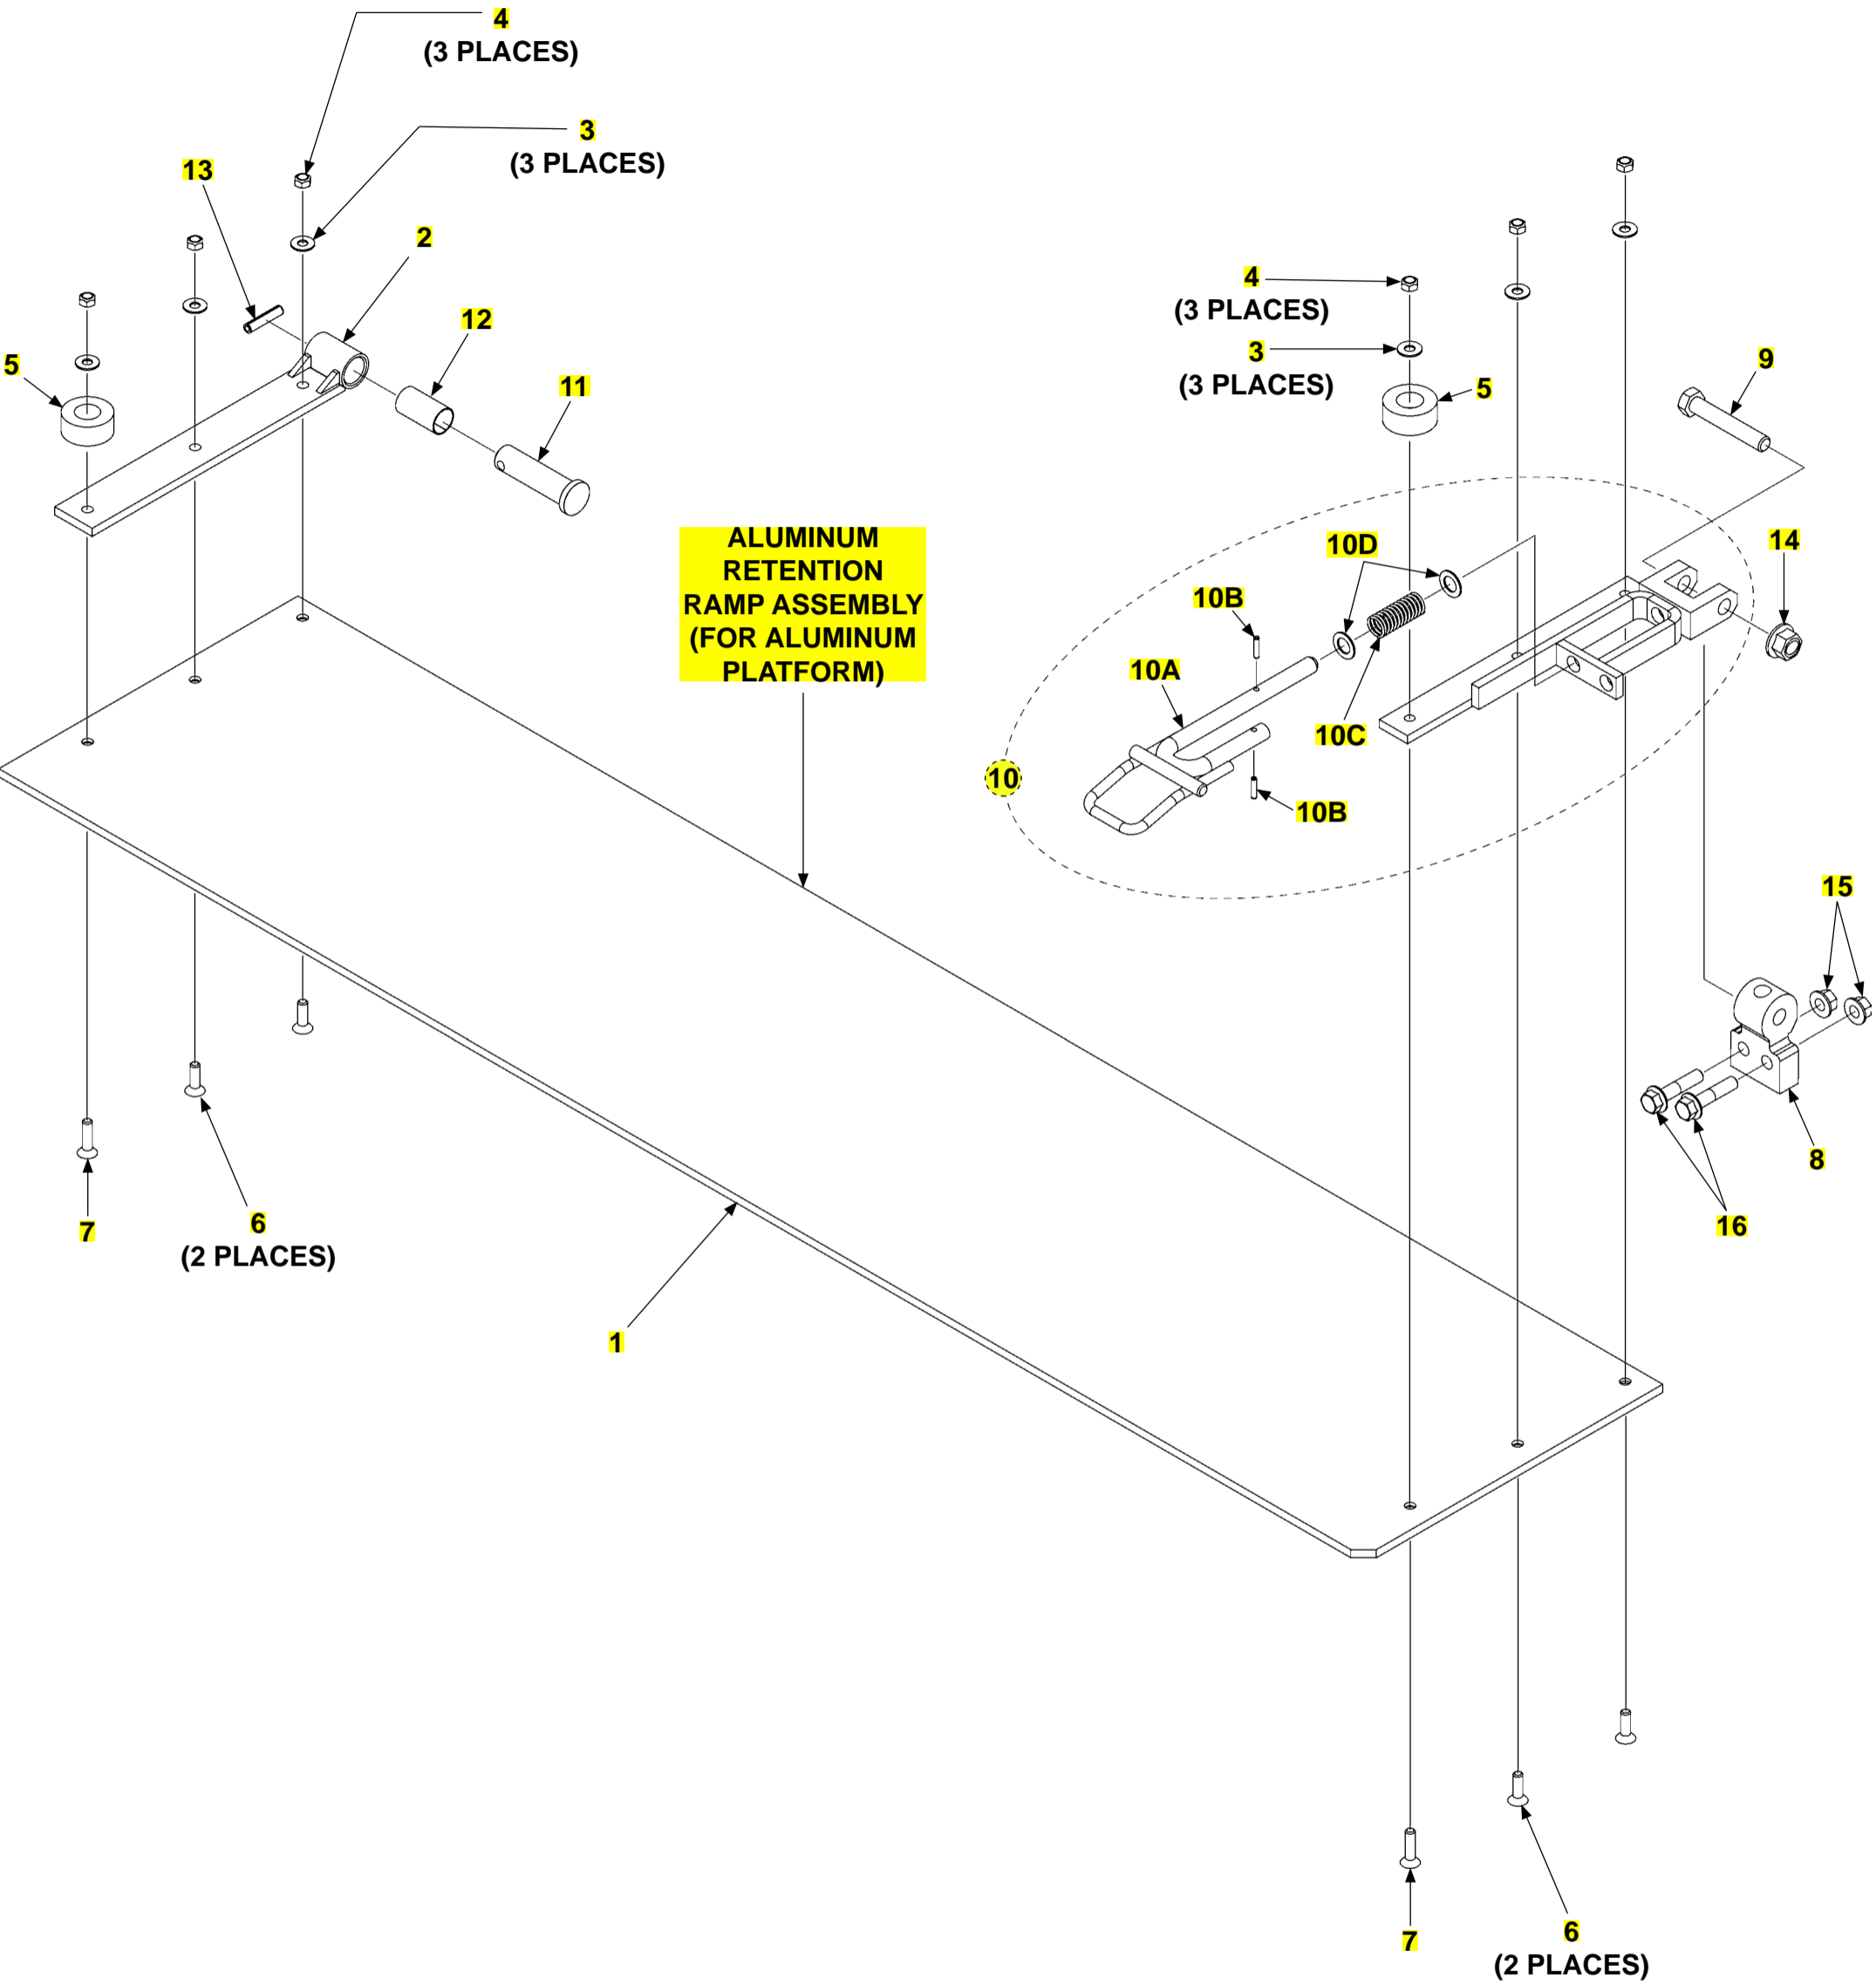 4
(3 PLACES)
3
(3 PLACES)
13
2
12
5
11
4
(3 PLACES)
3
(3 PLACES)
5
9
ALUMINUM
RETENTION
RAMP ASSEMBLY
(FOR ALUMINUM
PLATFORM)
10D
14
10B
10A
10C
10
10B
15
8
16
7
6
(2 PLACES)
1
7
6
(2 PLACES)